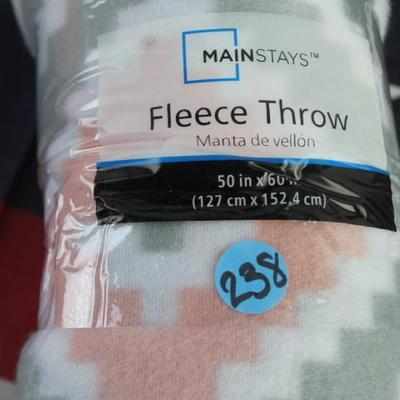 MAINSTAYS™
Fleece Throw
Manta de vellón
50 in x 60 in
(127 cm x 152,4 cm)
238